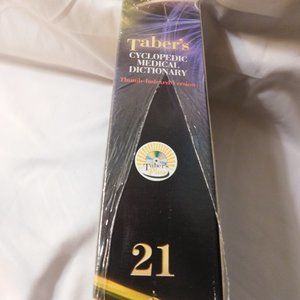 Taber's
CYCLOPEDIC
MEDICAL
DICTIONARY
Thumb-Indexed Version
Taber's
21